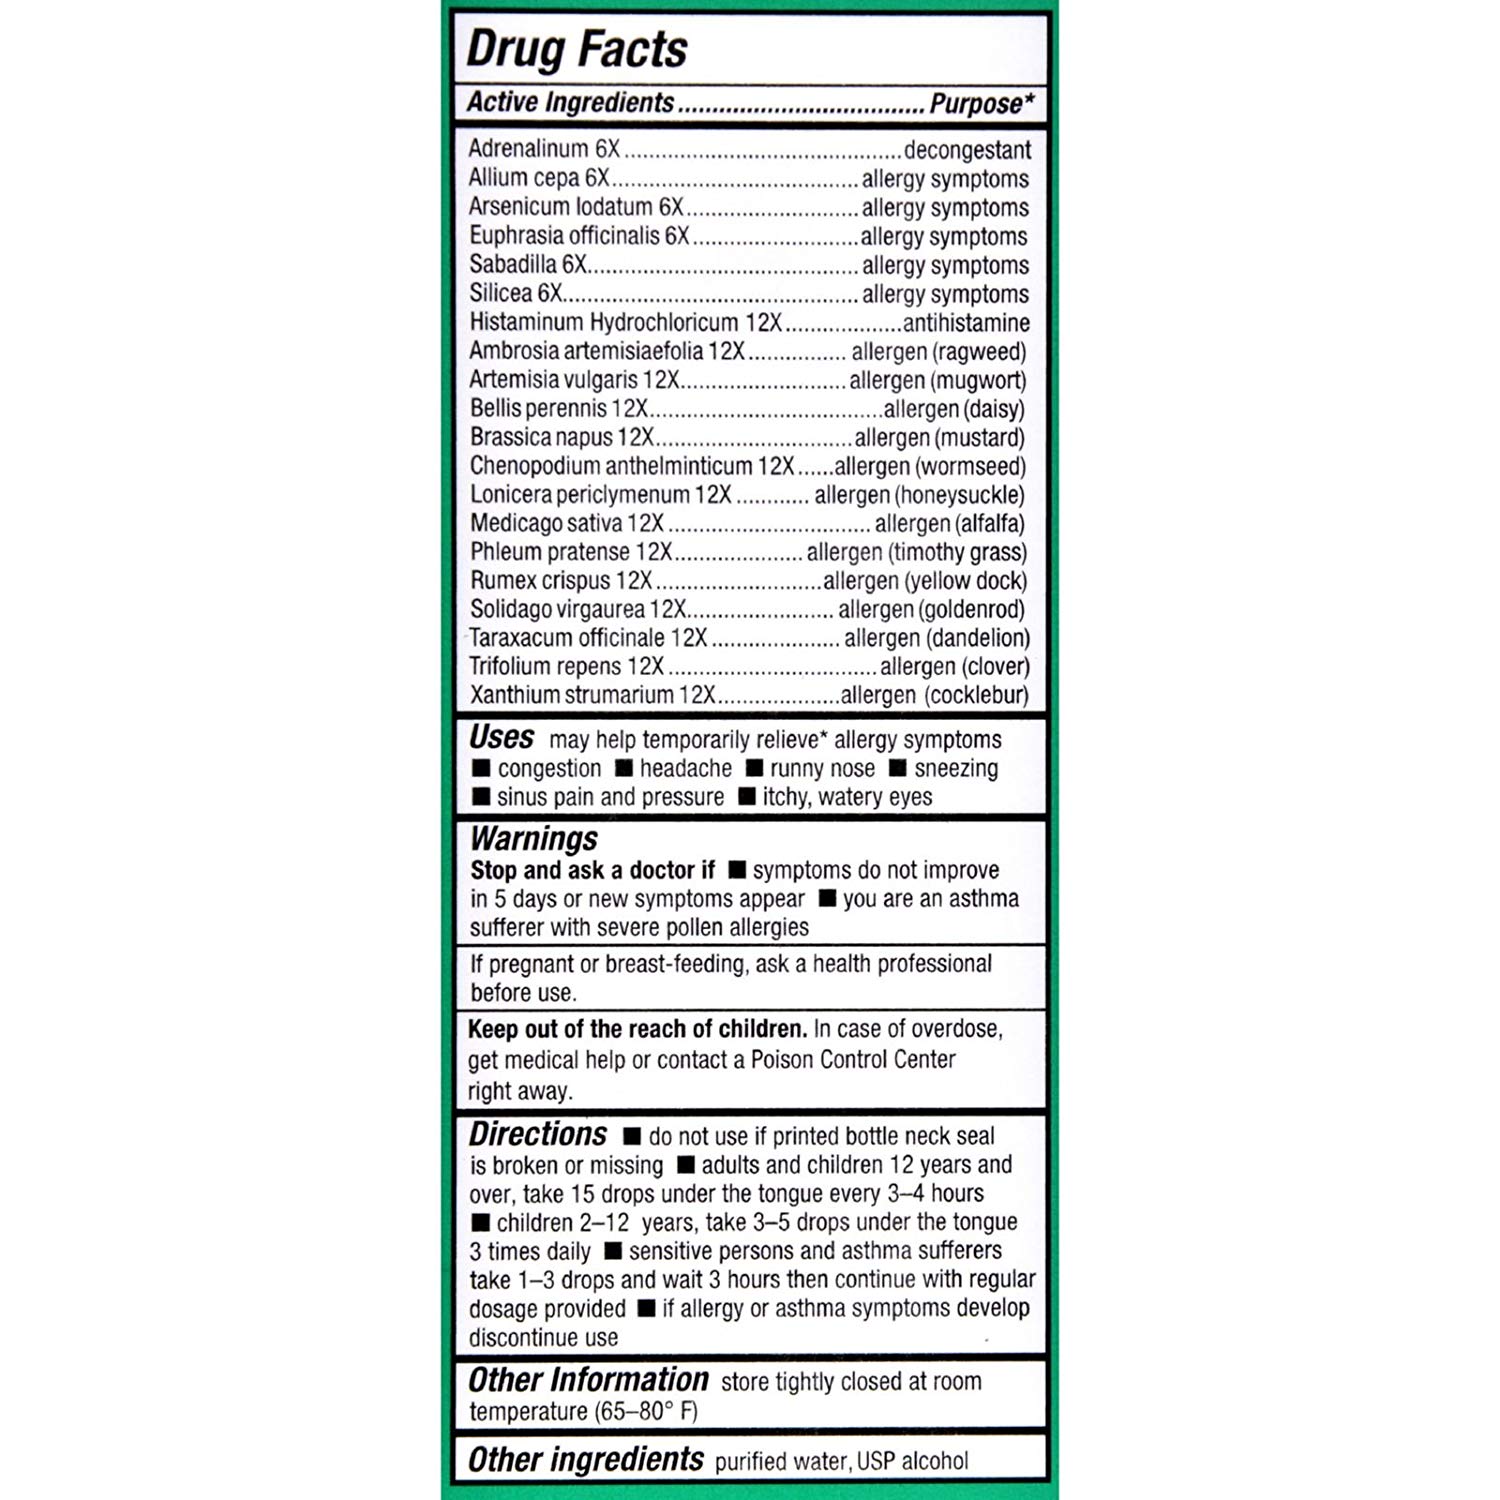 Drug Facts
Active Ingredients.................................... Purpose*
Adrenalinum 6X..........................................decongestant
Allium cepa 6X..................................... allergy symptoms
Arsenicum Iodatum 6X.......................... allergy symptoms
Euphrasia officinalis 6X.........................allergy symptoms
Sabadilla 6X......................................... allergy symptoms
Silicea 6X............................................. allergy symptoms
Histaminum Hydrochloricum 12X..................antihistamine
Ambrosia artemisiaefolia 12X............... allergen (ragweed)
Artemisia vulgaris 12X......................... allergen (mugwort)
Bellis perennis 12X...................................allergen (daisy)
Brassica napus 12X..............................allergen (mustard)
Chenopodium anthelminticum 12X......allergen (wormseed)
Lonicera periclymenum 12X ........... allergen (honeysuckle)
Medicago sativa 12X ............................... allergen (alfalfa)
Phleum pratense 12X................... allergen (timothy grass)
Rumex crispus 12X.........................allergen (yellow dock)
Solidago virgaurea 12X...................... allergen (goldenrod)
Taraxacum officinale 12X ................... allergen (dandelion)
Trifolium repens 12X ................................ allergen (clover)
Xanthium strumarium 12X..................allergen (cocklebur)
Uses may help temporarily relieve* allergy symptoms
■ congestion ■ headache ■ runny nose ■ sneezing
■ sinus pain and pressure ■ itchy, watery eyes
Warnings
Stop and ask a doctor if ■ symptoms do not improve
in 5 days or new symptoms appear ■ you are an asthma
sufferer with severe pollen allergies
If pregnant or breast-feeding, ask a health professional
before use.
Keep out of the reach of children. In case of overdose,
get medical help or contact a Poison Control Center
right away.
Directions ■ do not use if printed bottle neck seal
is broken or missing ■ adults and children 12 years and
over, take 15 drops under the tongue every 3–4 hours
■ children 2–12 years, take 3–5 drops under the tongue
3 times daily ■ sensitive persons and asthma sufferers
take 1–3 drops and wait 3 hours then continue with regular
dosage provided ■ if allergy or asthma symptoms develop
discontinue use
Other Information store tightly closed at room
temperature (65–80° F)
Other ingredients purified water, USP alcohol